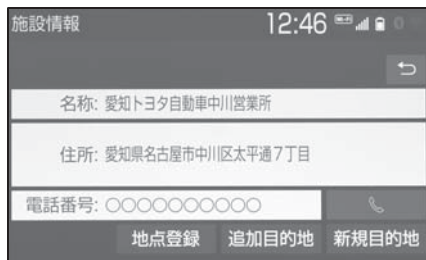 施設情報 12:46
名称: 愛知トヨタ自動車中川営業所
住所: 愛知県名古屋市中川区太平通7丁目
電話番号: ○○○○○○○○○○
地点登録 追加目的地 新規目的地